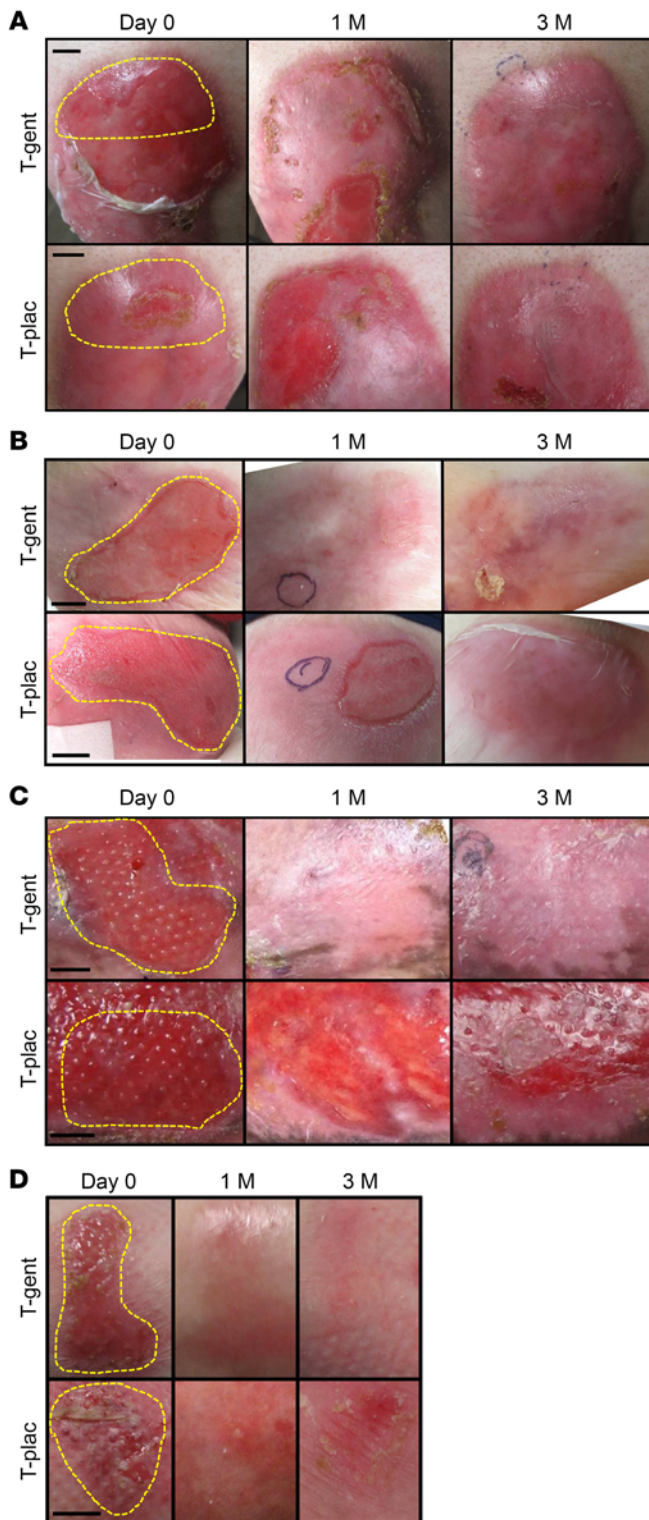 A
Day 0 1 M 3 M
T-gent
T-plac
B
Day 0 1 M 3 M
T-gent
T-plac
C
Day 0 1 M 3 M
T-gent
T-plac
D
Day 0 1 M 3 M
T-gent
T-plac